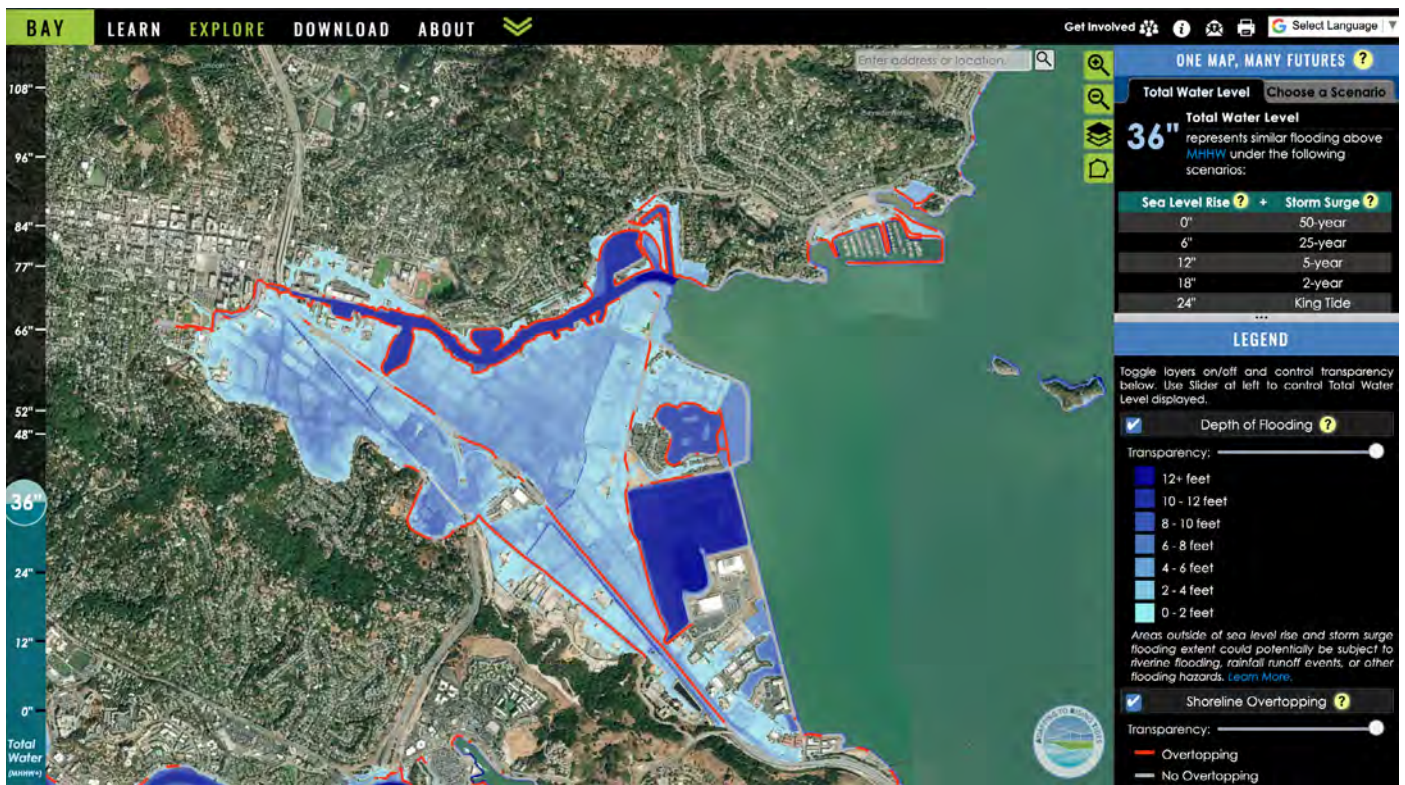 BAY LEARN EXPLORE DOWNLOAD ABOUT
Get Involved
Select Language
Enter address or location
108"
96"
84"
77"
66"
52"
48"
36"
24"
12"
0"
Total
Water
(MHHW+)
ONE MAP, MANY FUTURES ?
Total Water Level Choose a Scenario
36"
Total Water Level
represents similar flooding above
MHHW under the following
scenarios:
Sea Level Rise ? + Storm Surge ?
0" 50-year
6" 25-year
12" 5-year
18" 2-year
24" King Tide
LEGEND
Toggle layers on/off and control transparency
below. Use Slider at left to control Total Water
Level displayed.
Depth of Flooding ?
Transparency:
12+ feet
10 - 12 feet
8 - 10 feet
6 - 8 feet
4 - 6 feet
2 - 4 feet
0 - 2 feet
Areas outside of sea level rise and storm surge
flooding extent could potentially be subject to
riverine flooding, rainfall runoff events, or other
flooding hazards. Learn More.
Shoreline Overtopping ?
Transparency:
Overtopping
No Overtopping
ADAPTING TO RISING TIDES